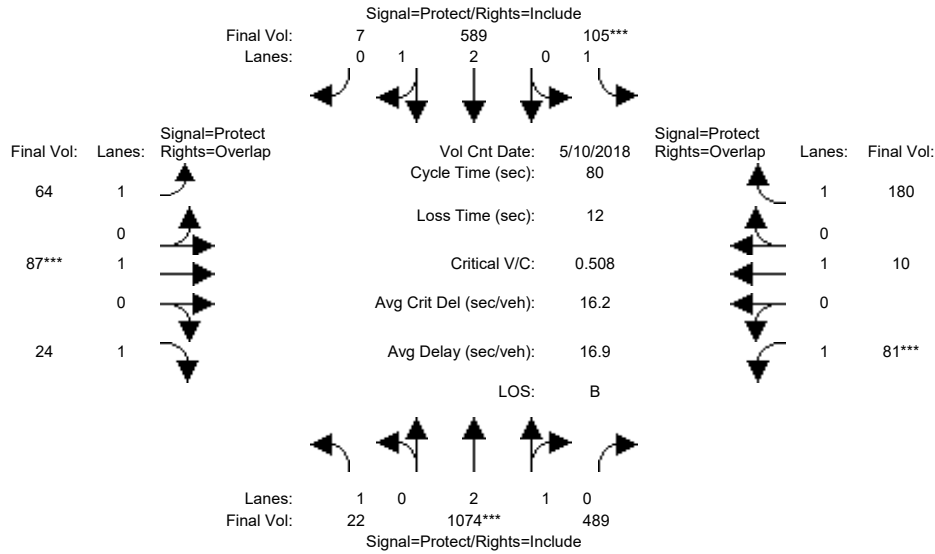 Signal=Protect/Rights=Include
Final Vol: 7 589 105***
Lanes: 0 1 2 0 1
Signal=Protect Signal=Protect
Final Vol: Lanes: Rights=Overlap Vol Cnt Date: 5/10/2018 Rights=Overlap Lanes: Final Vol:
Cycle Time (sec): 80
64 1 1 180
Loss Time (sec): 12
0 0
87*** 1 Critical V/C: 0.508 1 10
0 Avg Crit Del (sec/veh): 16.2 0
24 1 Avg Delay (sec/veh): 16.9 1 81***
LOS: B
Lanes: 1 0 2 1 0
Final Vol: 22 1074*** 489
Signal=Protect/Rights=Include